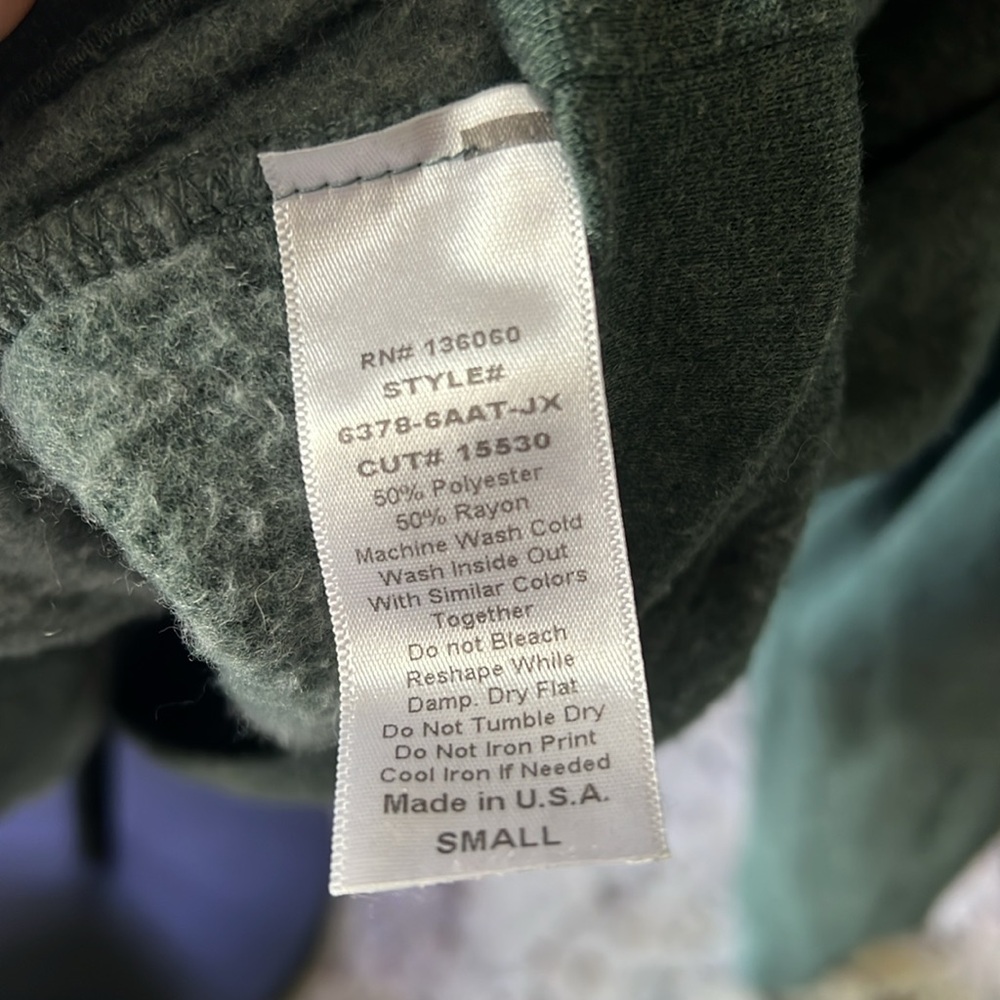 RN# 136060
STYLE#
6378-6AAT-JX
CUT# 15530
50% Polyester
50% Rayon
Machine Wash Cold
Wash Inside Out
With Similar Colors
Together
Do not Bleach
Reshape While
Damp. Dry Flat
Do Not Tumble Dry
Do Not Iron Print
Cool Iron If Needed
Made in U.S.A.
SMALL